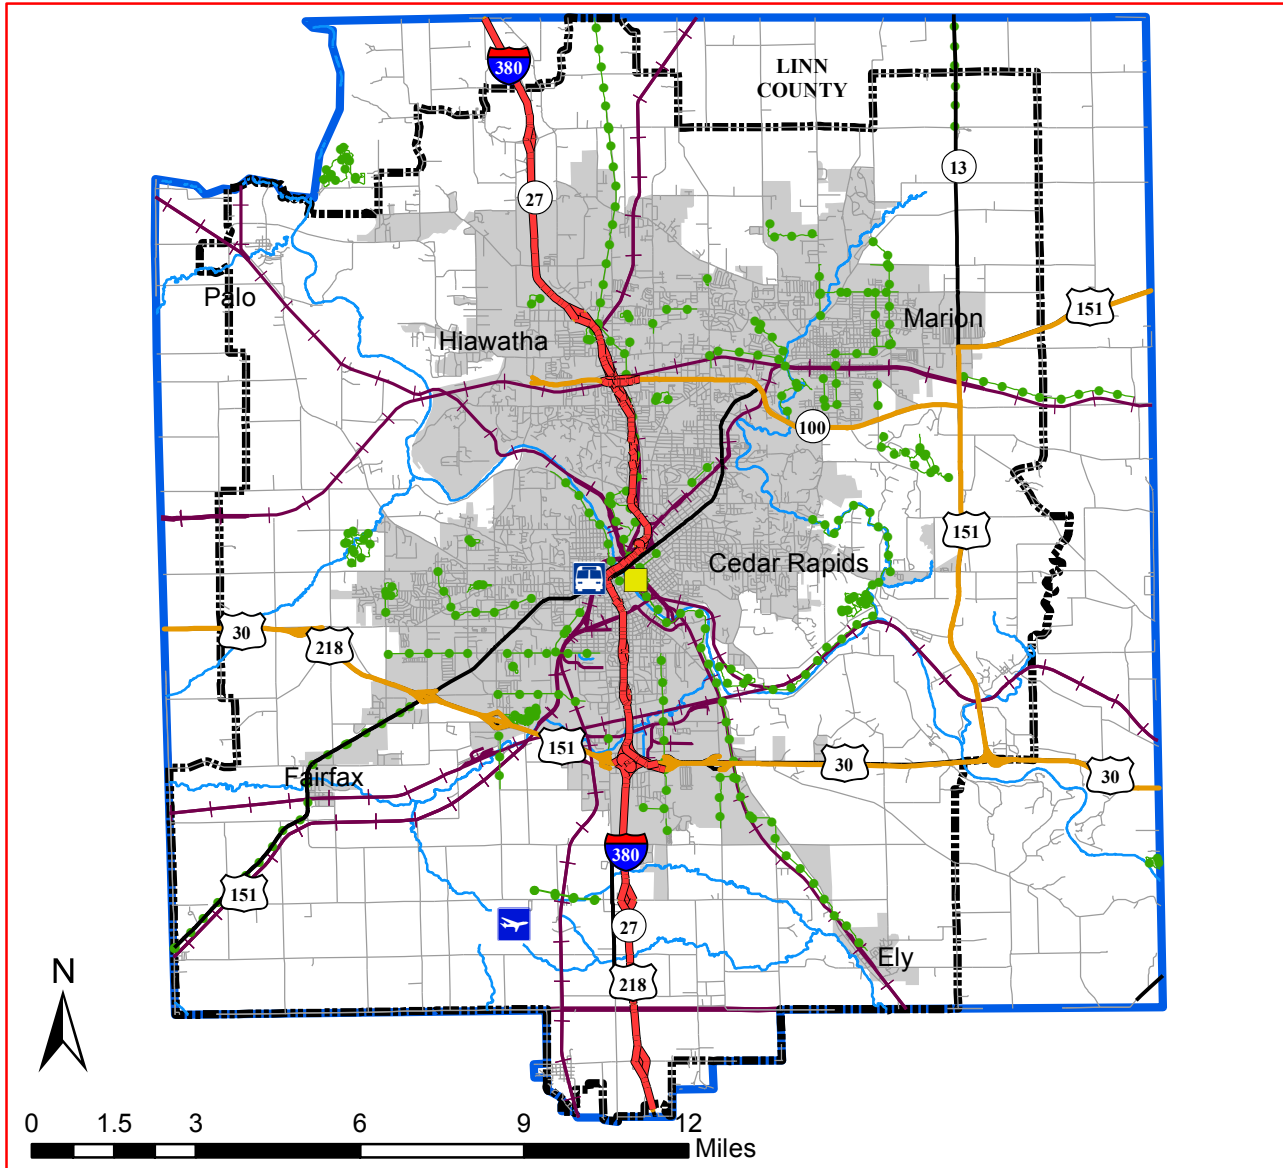 380
LINN
COUNTY
13
27
Palo
151
Marion
Hiawatha
100
151
Cedar Rapids
30
218
151
30
30
Fairfax
380
151
27
Ely
218
N
0 1.5 3 6 9 12
Miles